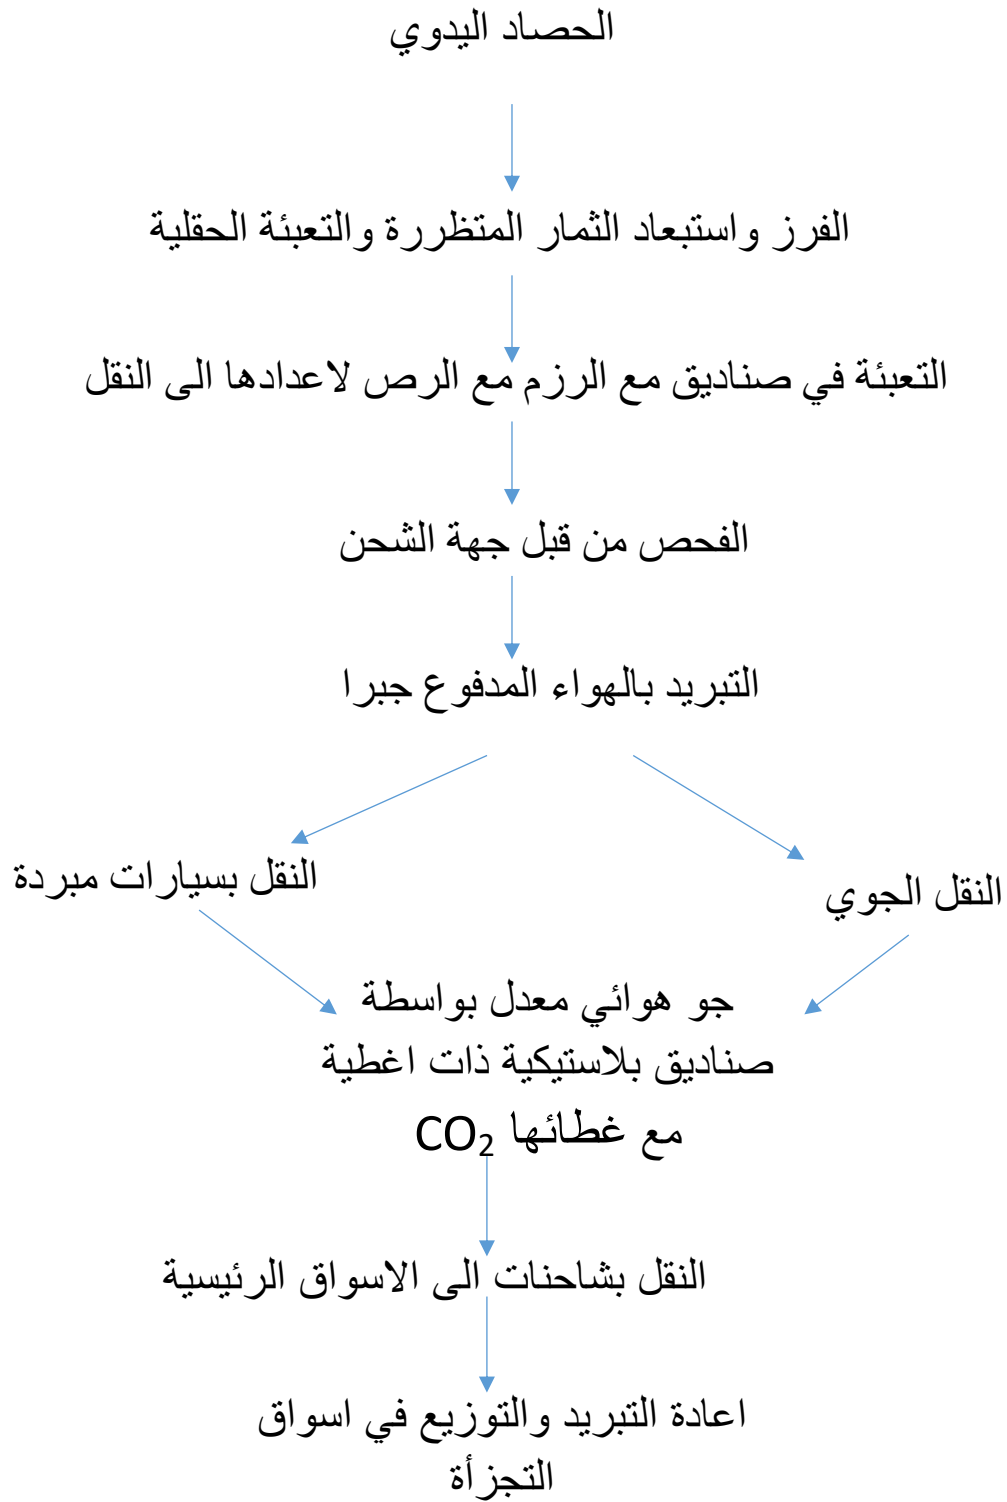 الحصاد اليدوي
الفرز واستبعاد الثمار المتظررة والتعبئة الحقلية
التعبئة في صناديق مع الرزم مع الرص لاعدادها الى النقل
الفحص من قبل جهة الشحن
التبريد بالهواء المدفوع جبرا
النقل الجوي
النقل بسيارات مبردة
جو هوائي معدل بواسطة
صناديق بلاستيكية ذات اغطية
مع غطائها CO₂
النقل بشاحنات الى الاسواق الرئيسية
اعادة التبريد والتوزيع في اسواق
التجزأة